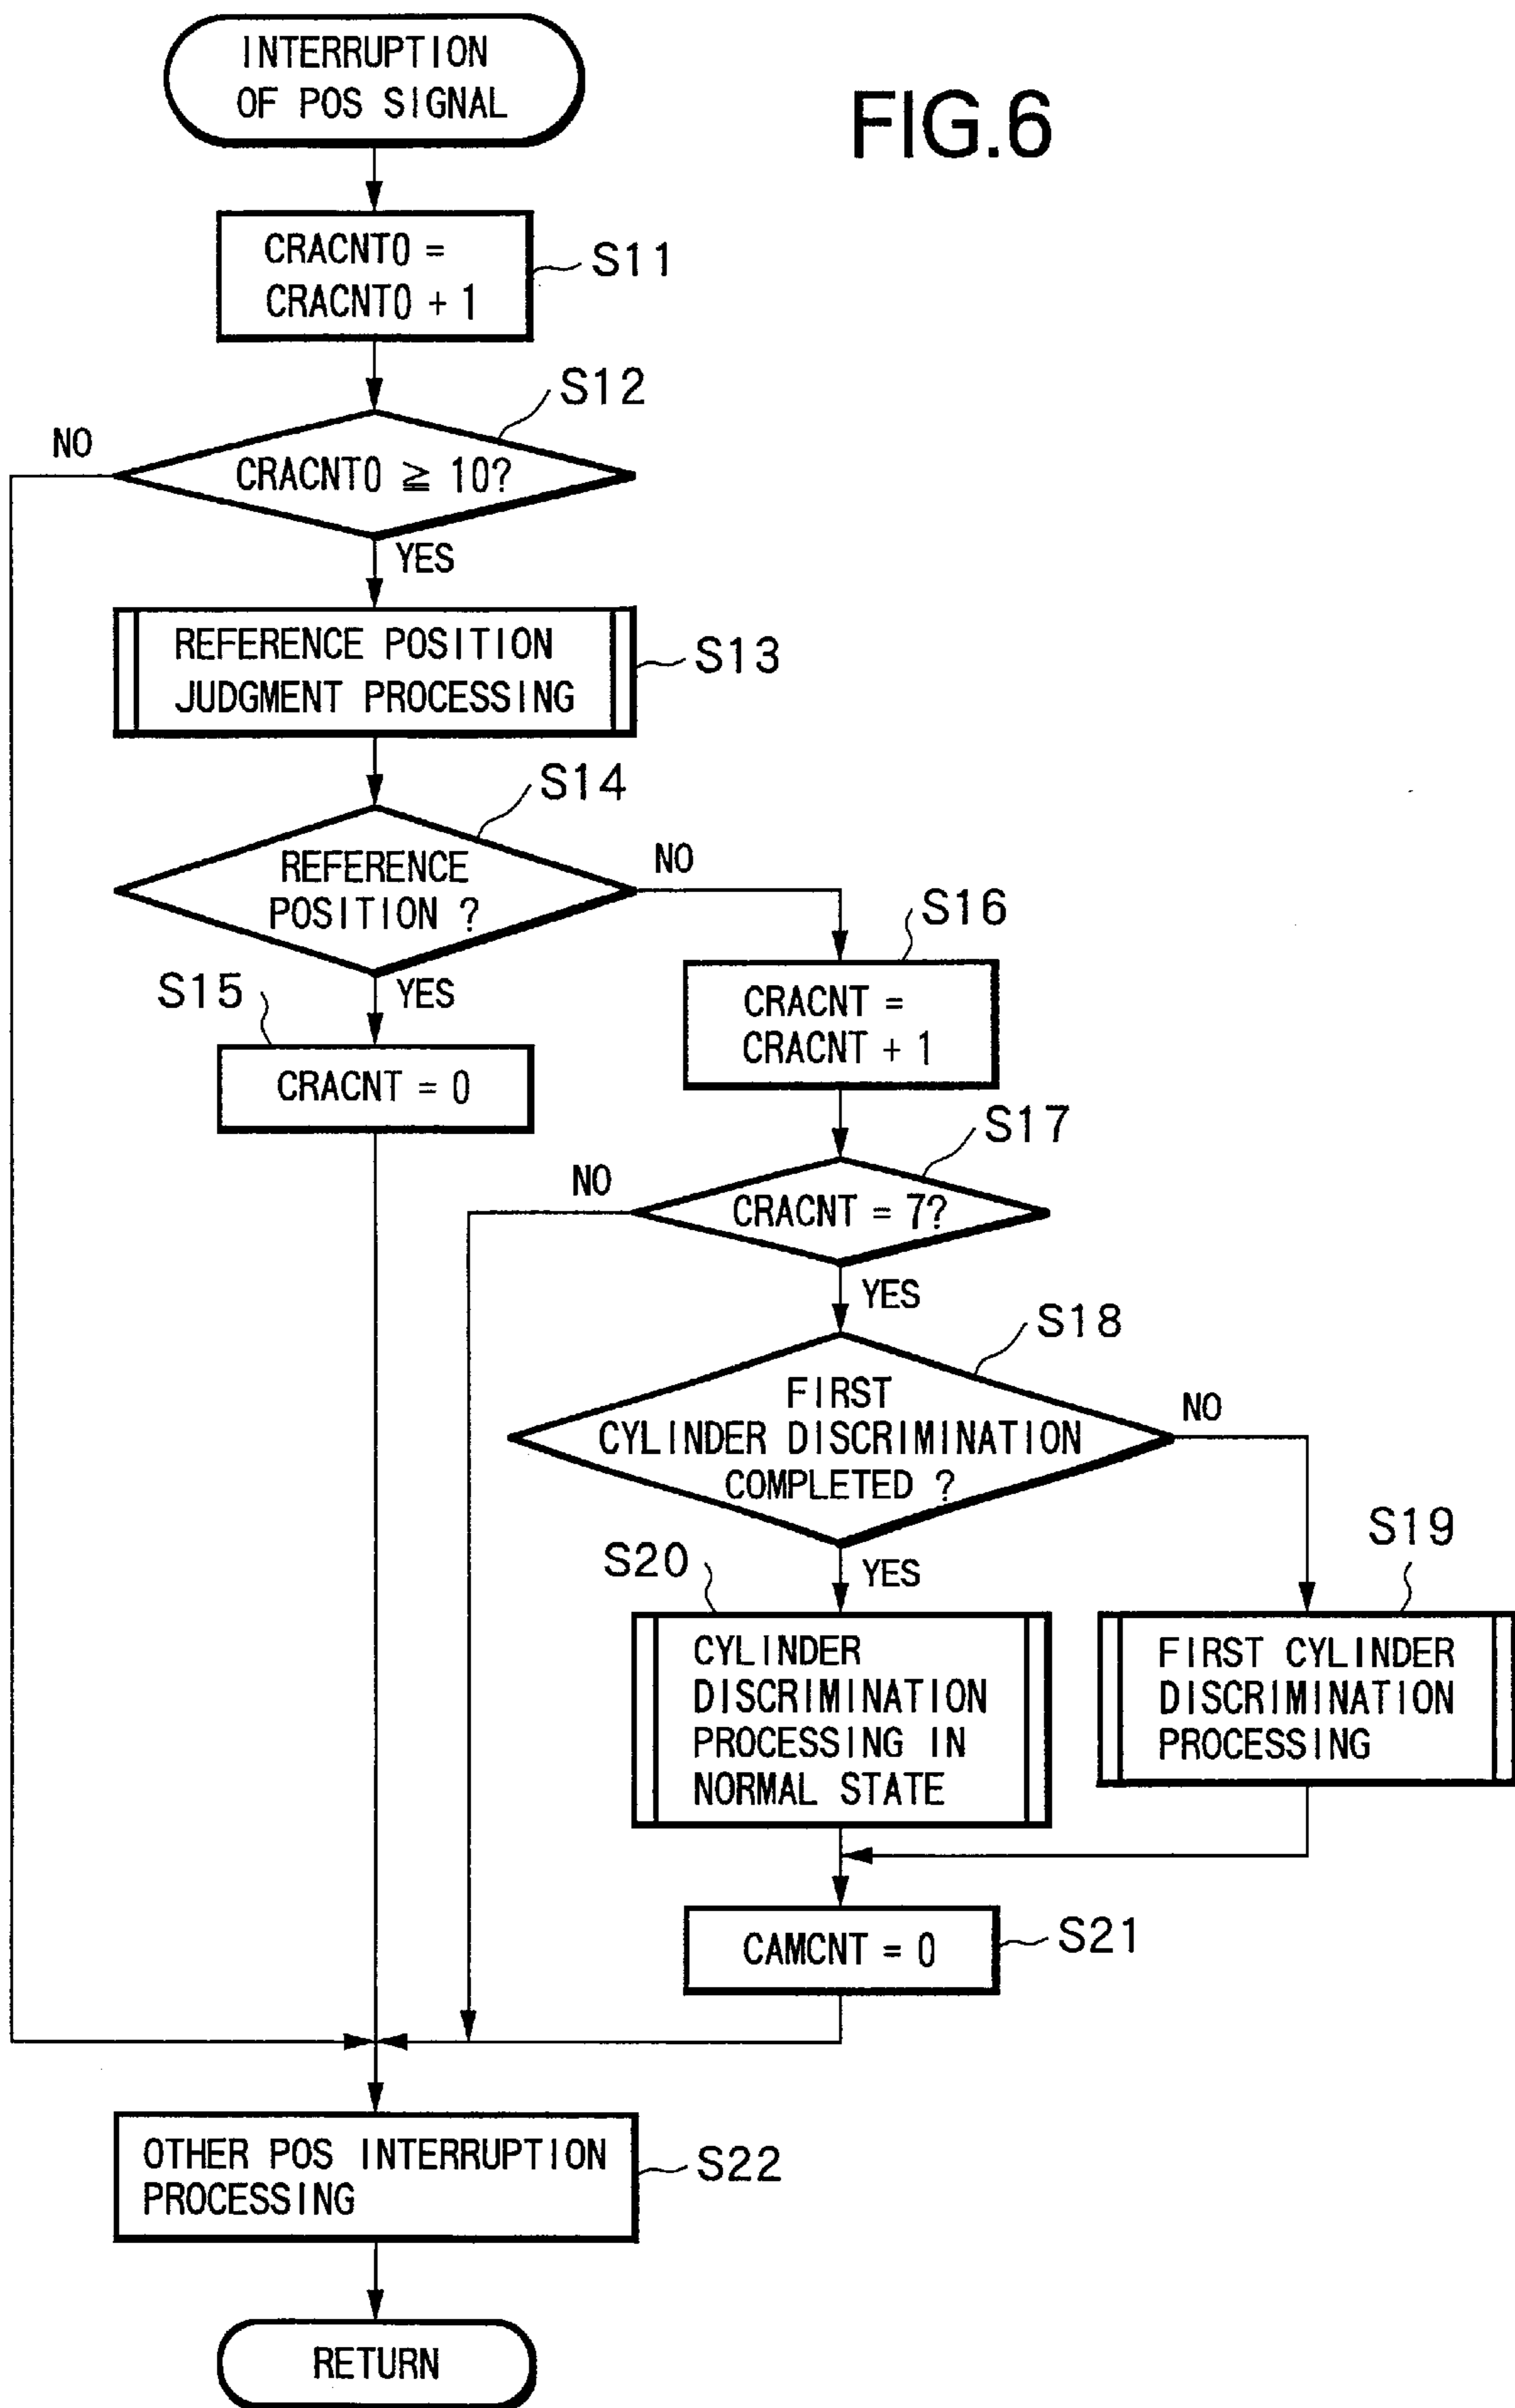 INTERRUPTION
OF POS SIGNAL
FIG.6
CRACNT0 =
CRACNT0 + 1
S11
S12
NO
CRACNT0 ≧ 10?
YES
REFERENCE POSITION
JUDGMENT PROCESSING
S13
S14
REFERENCE
POSITION ?
NO
YES
S15
CRACNT = 0
S16
CRACNT =
CRACNT + 1
S17
NO
CRACNT = 7?
YES
S18
FIRST
CYLINDER DISCRIMINATION
COMPLETED ?
NO
YES
S20
CYLINDER
DISCRIMINATION
PROCESSING IN
NORMAL STATE
S19
FIRST CYLINDER
DISCRIMINATION
PROCESSING
CAMCNT = 0
S21
OTHER POS INTERRUPTION
PROCESSING
S22
RETURN